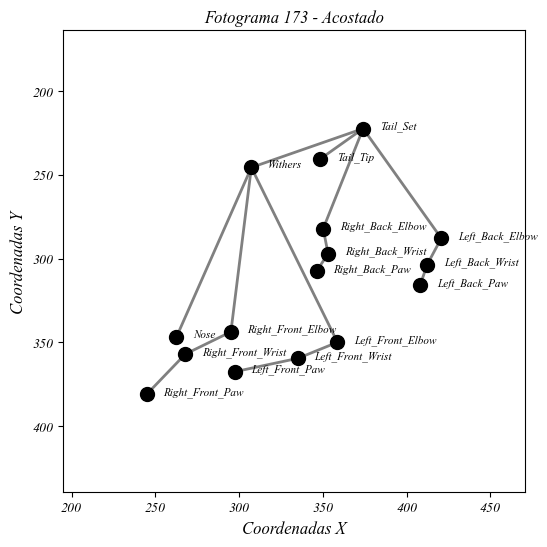 Fotograma 173 - Acostado
Tail_Set
Tail_Tip
Withers
Right_Back_Elbow
Left_Back_Elbow
Right_Back_Wrist
Left_Back_Wrist
Right_Back_Paw
Left_Back_Paw
Nose
Right_Front_Elbow
Left_Front_Elbow
Right_Front_Wrist
Left_Front_Wrist
Left_Front_Paw
Right_Front_Paw
200
250
300
350
400
Coordenadas Y
200 250 300 350 400 450
Coordenadas X